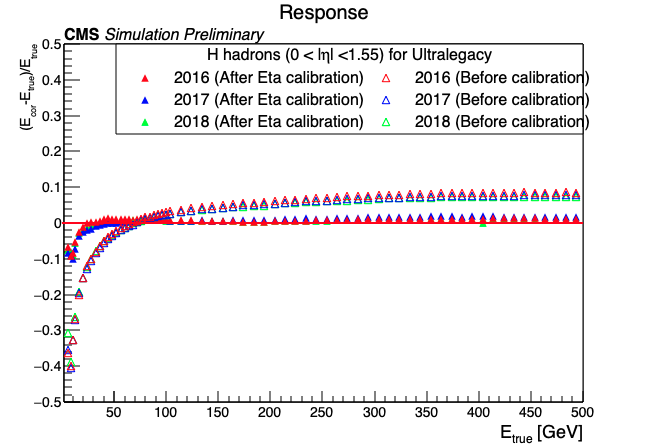 Response
CMS Simulation Preliminary
(E_cor-E_true)/E_true
H hadrons (0 < |η| <1.55) for Ultralegacy
2016 (After Eta calibration) 2016 (Before calibration)
2017 (After Eta calibration) 2017 (Before calibration)
2018 (After Eta calibration) 2018 (Before calibration)
0.5
0.4
0.3
0.2
0.1
0
−0.1
−0.2
−0.3
−0.4
−0.5
50 100 150 200 250 300 350 400 450 500
E_true [GeV]